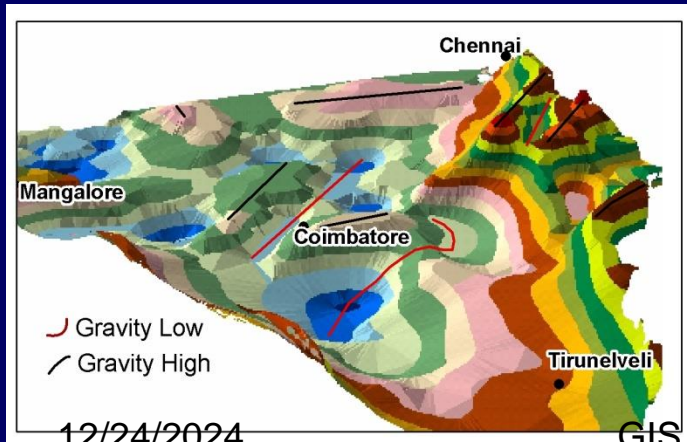 Chennai
Mangalore
Coimbatore
Gravity Low
Gravity High
Tirunelveli
12/24/2024
GIS